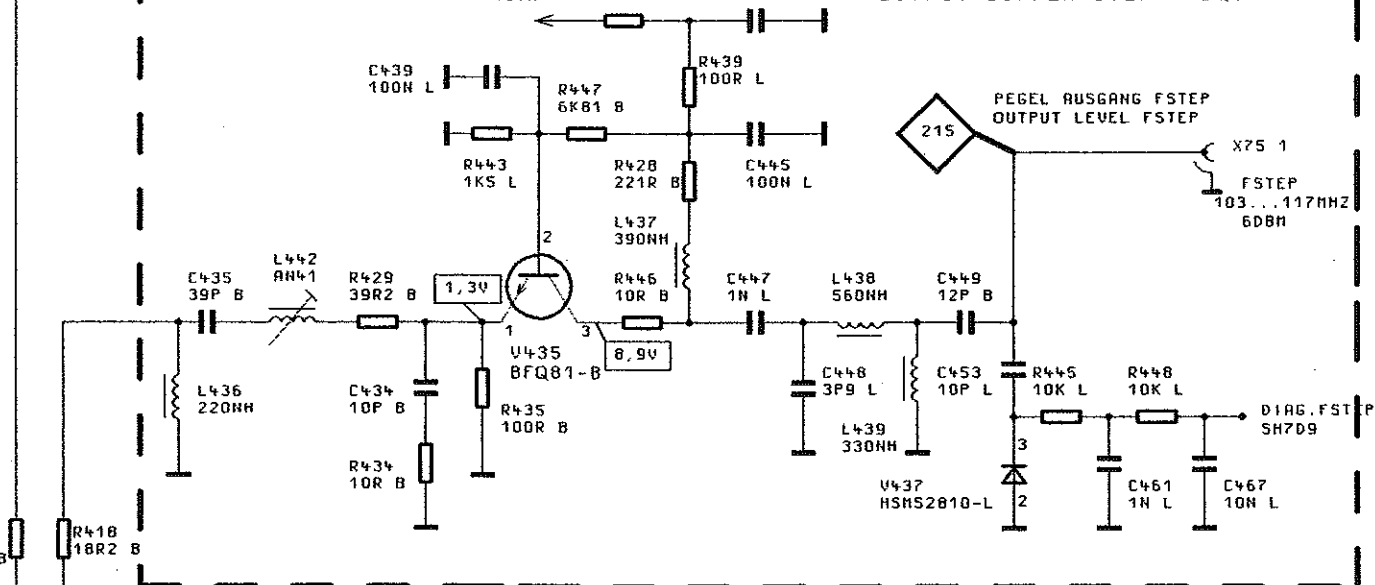 C439
100N L
R447
6K81 B
R439
100R L
R443
1K5 L
R428
221R B
C445
100N L
215
PEGEL AUSGANG FSTEP
OUTPUT LEVEL FSTEP
X75 1
FSTEP
103...117MHZ
6DBM
L437
390NH
2
C435
39P B
L442
AN41
R429
39R2 B
1,3V
R446
10R B
C447
1N L
L438
560NH
C449
12P B
1
3
8,9V
V435
BFQ81-B
L436
220NH
C434
10P B
R435
100R B
C448
3P9 L
C453
10P L
L439
330NH
R445
10K L
R448
10K L
DIAG.FSTEP
SH7D9
R434
10R B
3
V437
HSMS2810-L
2
C461
1N L
C467
10N L
R418
18R2 B
B